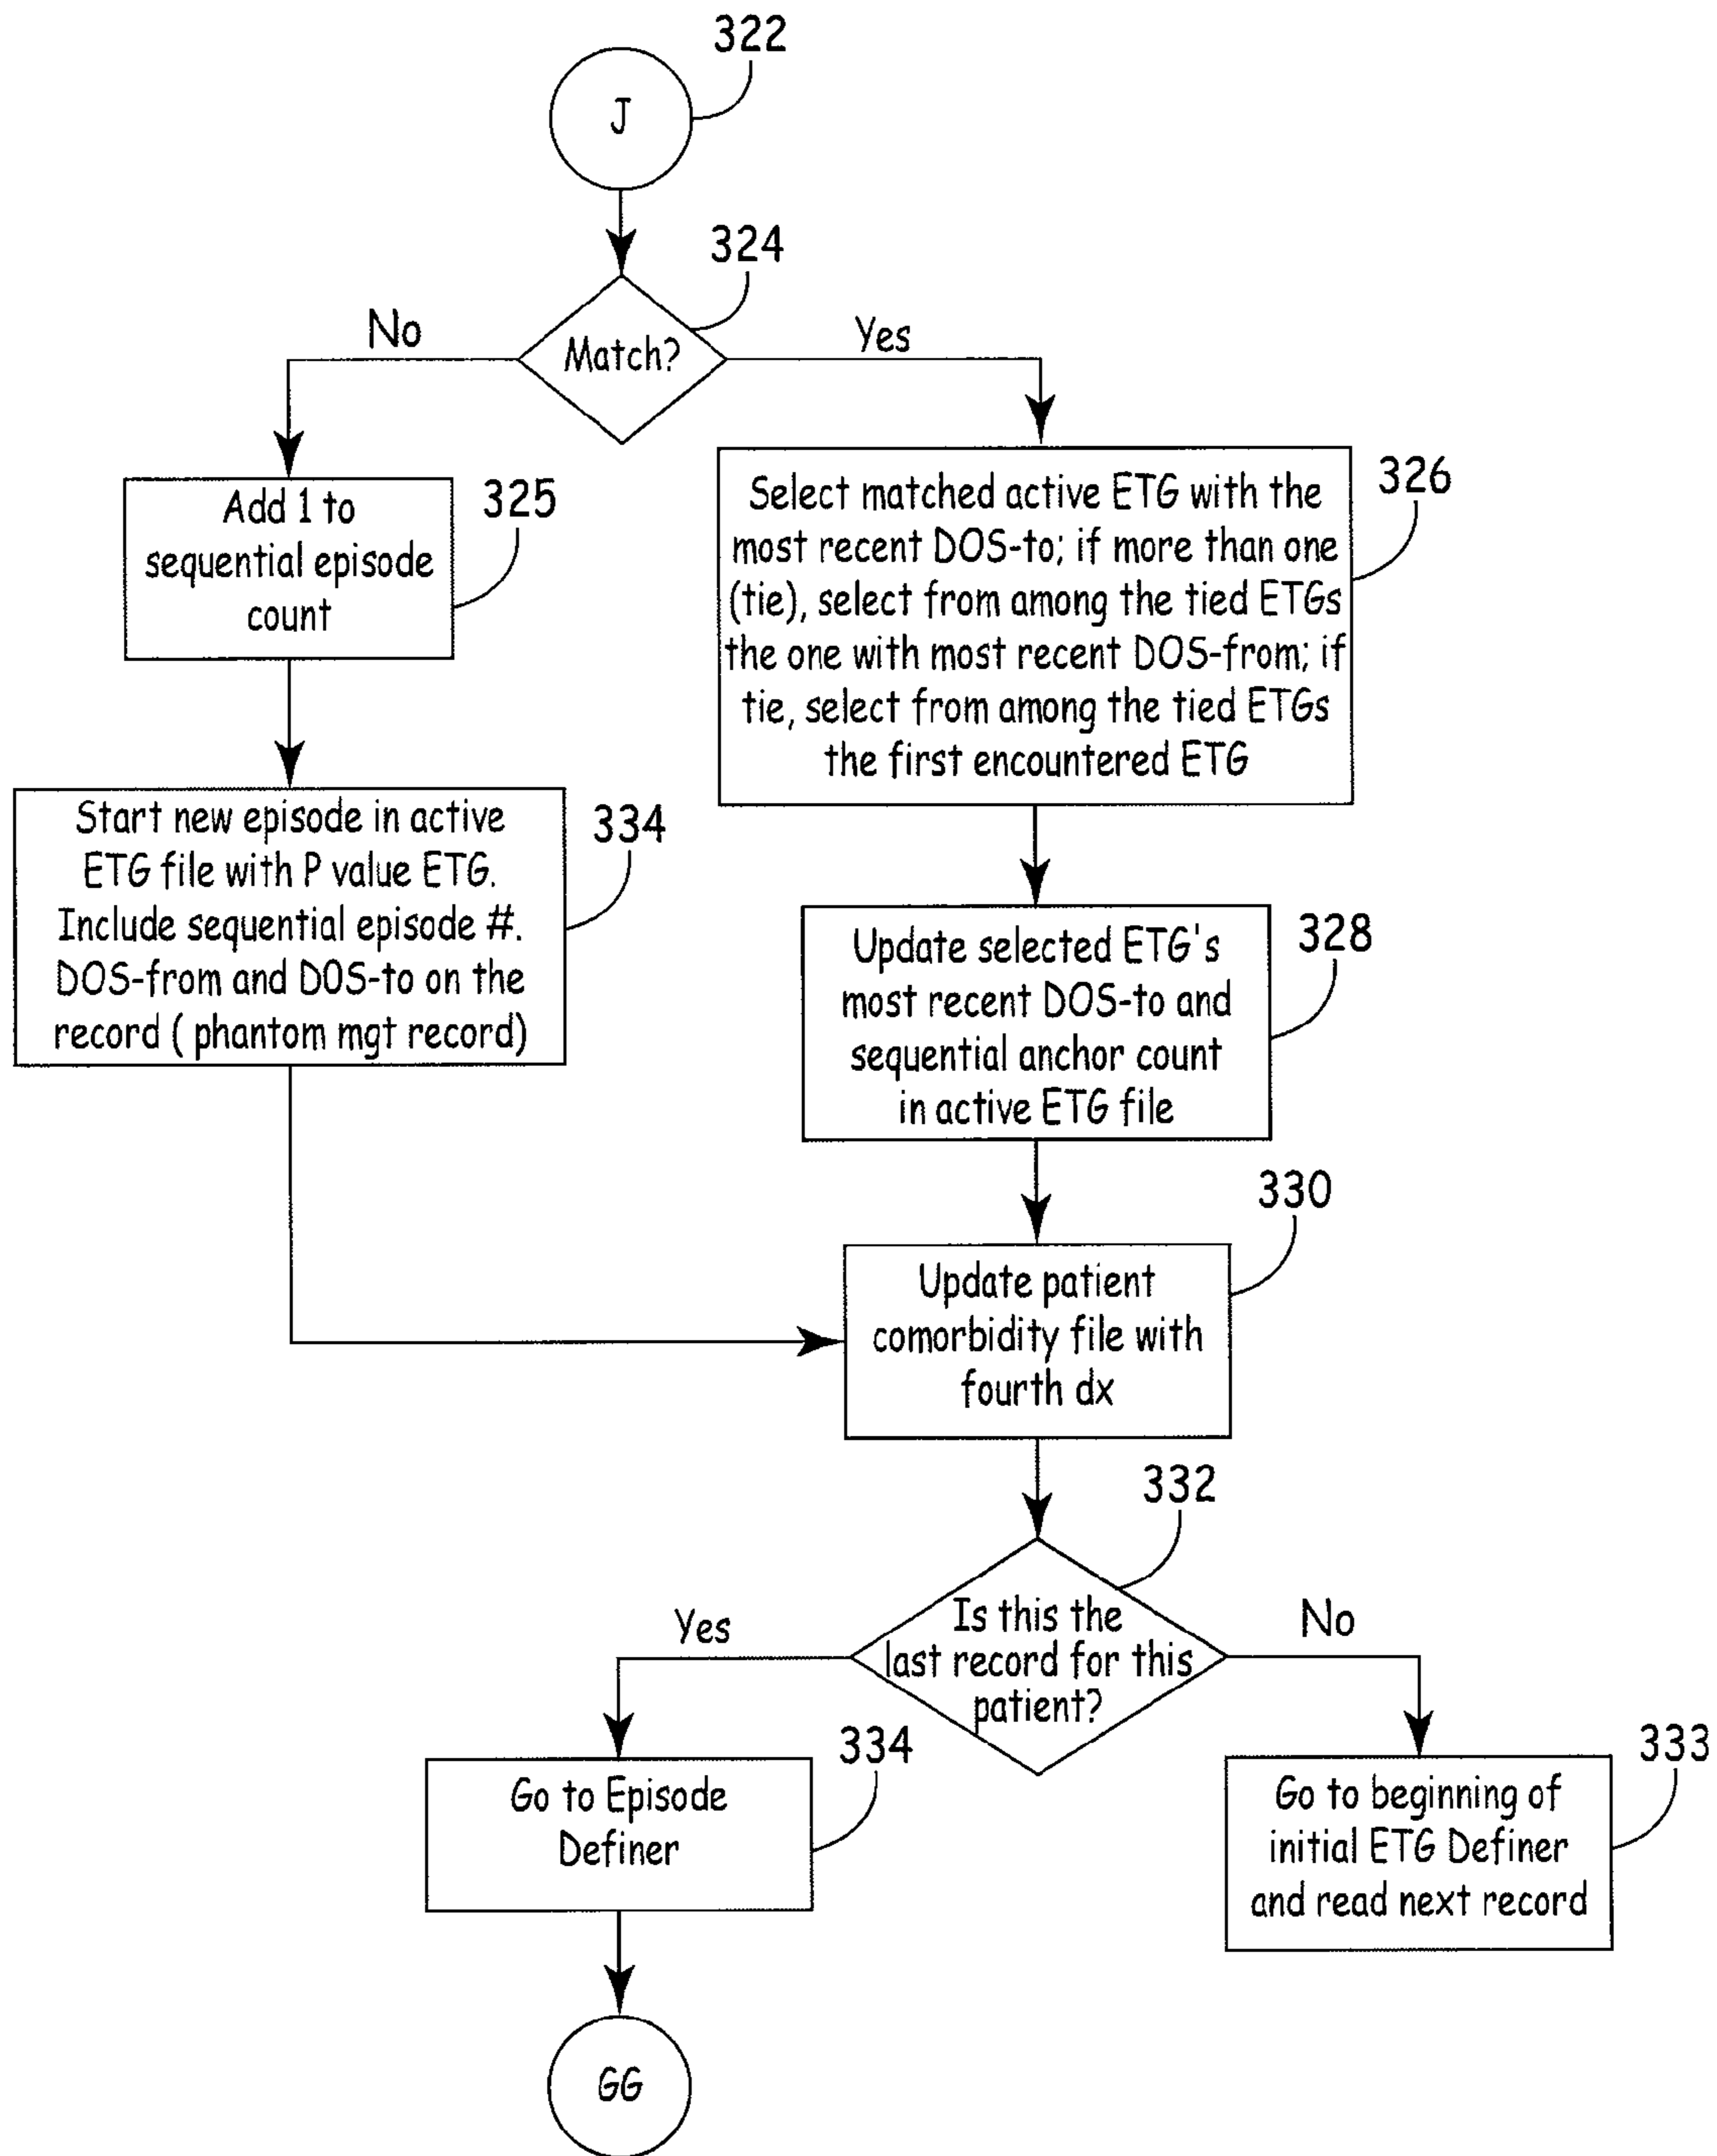 322
J
324
No
Match?
Yes
Add 1 to
sequential episode
count
325
Select matched active ETG with the
most recent DOS-to; if more than one
(tie), select from among the tied ETGs
the one with most recent DOS-from; if
tie, select from among the tied ETGs
the first encountered ETG
326
Start new episode in active
ETG file with P value ETG.
Include sequential episode #.
DOS-from and DOS-to on the
record ( phantom mgt record)
334
Update selected ETG's
most recent DOS-to and
sequential anchor count
in active ETG file
328
Update patient
comorbidity file with
fourth dx
330
332
Is this the
last record for this
patient?
Yes
No
Go to Episode
Definer
334
Go to beginning of
initial ETG Definer
and read next record
333
GG